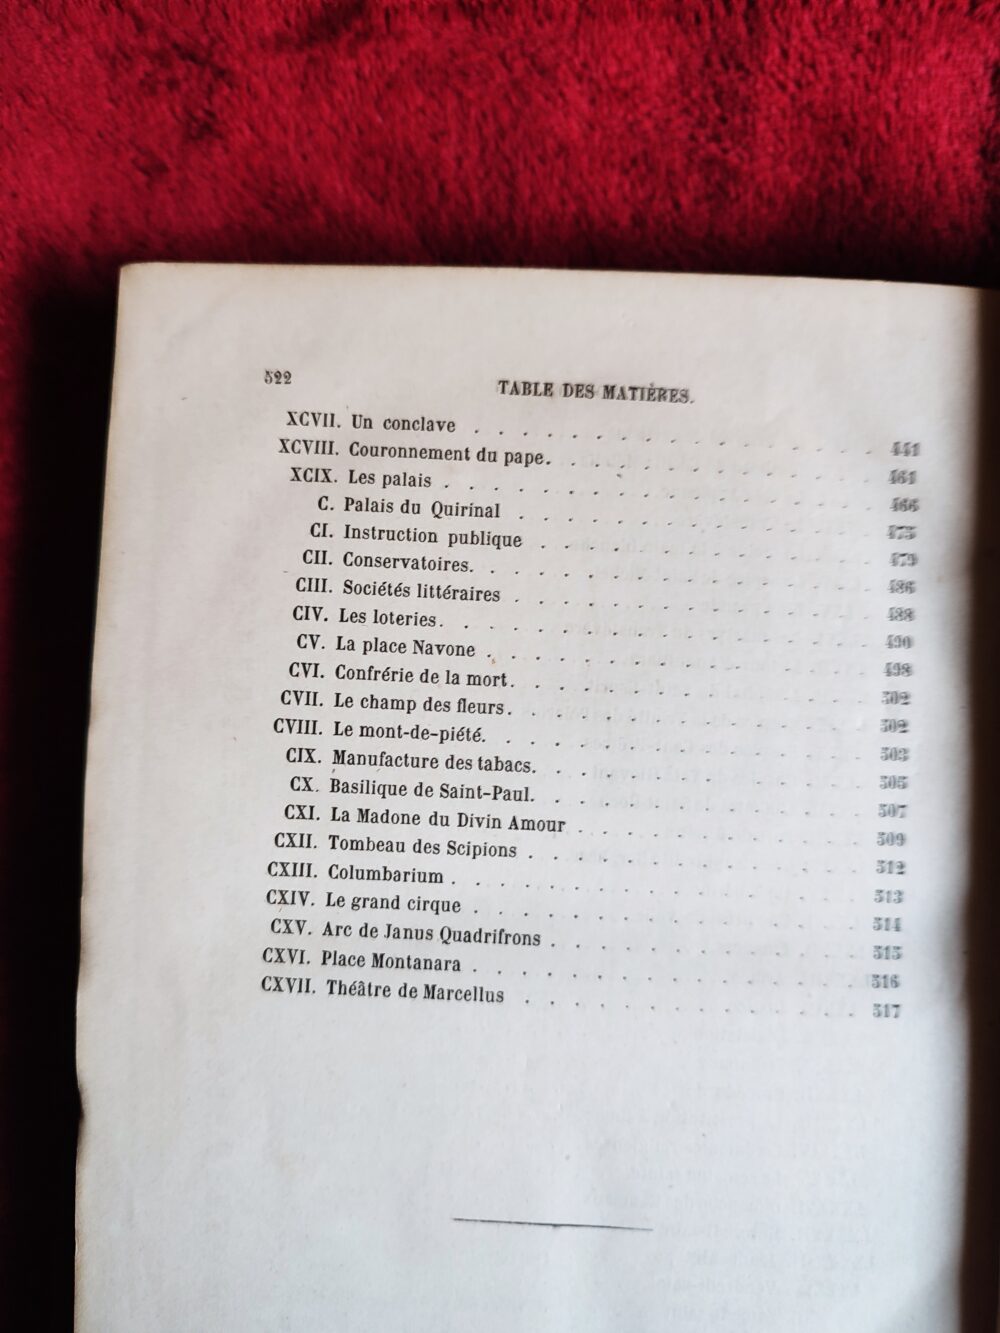 522
TABLE DES MATIÈRES.
XCVII. Un conclave . . . . . . . . . . . . . . . . . 441
XCVIII. Couronnement du pape. . . . . . . . . . . . . . 461
XCIX. Les palais . . . . . . . . . . . . . . . . . . 466
C. Palais du Quirinal . . . . . . . . . . . . . . . 475
CI. Instruction publique . . . . . . . . . . . . . . 479
CII. Conservatoires. . . . . . . . . . . . . . . . . 486
CIII. Sociétés littéraires . . . . . . . . . . . . . . . 488
CIV. Les loteries. . . . . . . . . . . . . . . . . . 490
CV. La place Navone . . . . . . . . . . . . . . . . 498
CVI. Confrérie de la mort. . . . . . . . . . . . . . . 502
CVII. Le champ des fleurs. . . . . . . . . . . . . . . 502
CVIII. Le mont-de-piété. . . . . . . . . . . . . . . . 503
CIX. Manufacture des tabacs. . . . . . . . . . . . . . 505
CX. Basilique de Saint-Paul. . . . . . . . . . . . . . 507
CXI. La Madone du Divin Amour . . . . . . . . . . . . 509
CXII. Tombeau des Scipions . . . . . . . . . . . . . . 512
CXIII. Columbarium . . . . . . . . . . . . . . . . . 513
CXIV. Le grand cirque . . . . . . . . . . . . . . . . 514
CXV. Arc de Janus Quadrifrons . . . . . . . . . . . . . 515
CXVI. Place Montanara . . . . . . . . . . . . . . . . 516
CXVII. Théâtre de Marcellus . . . . . . . . . . . . . . 517